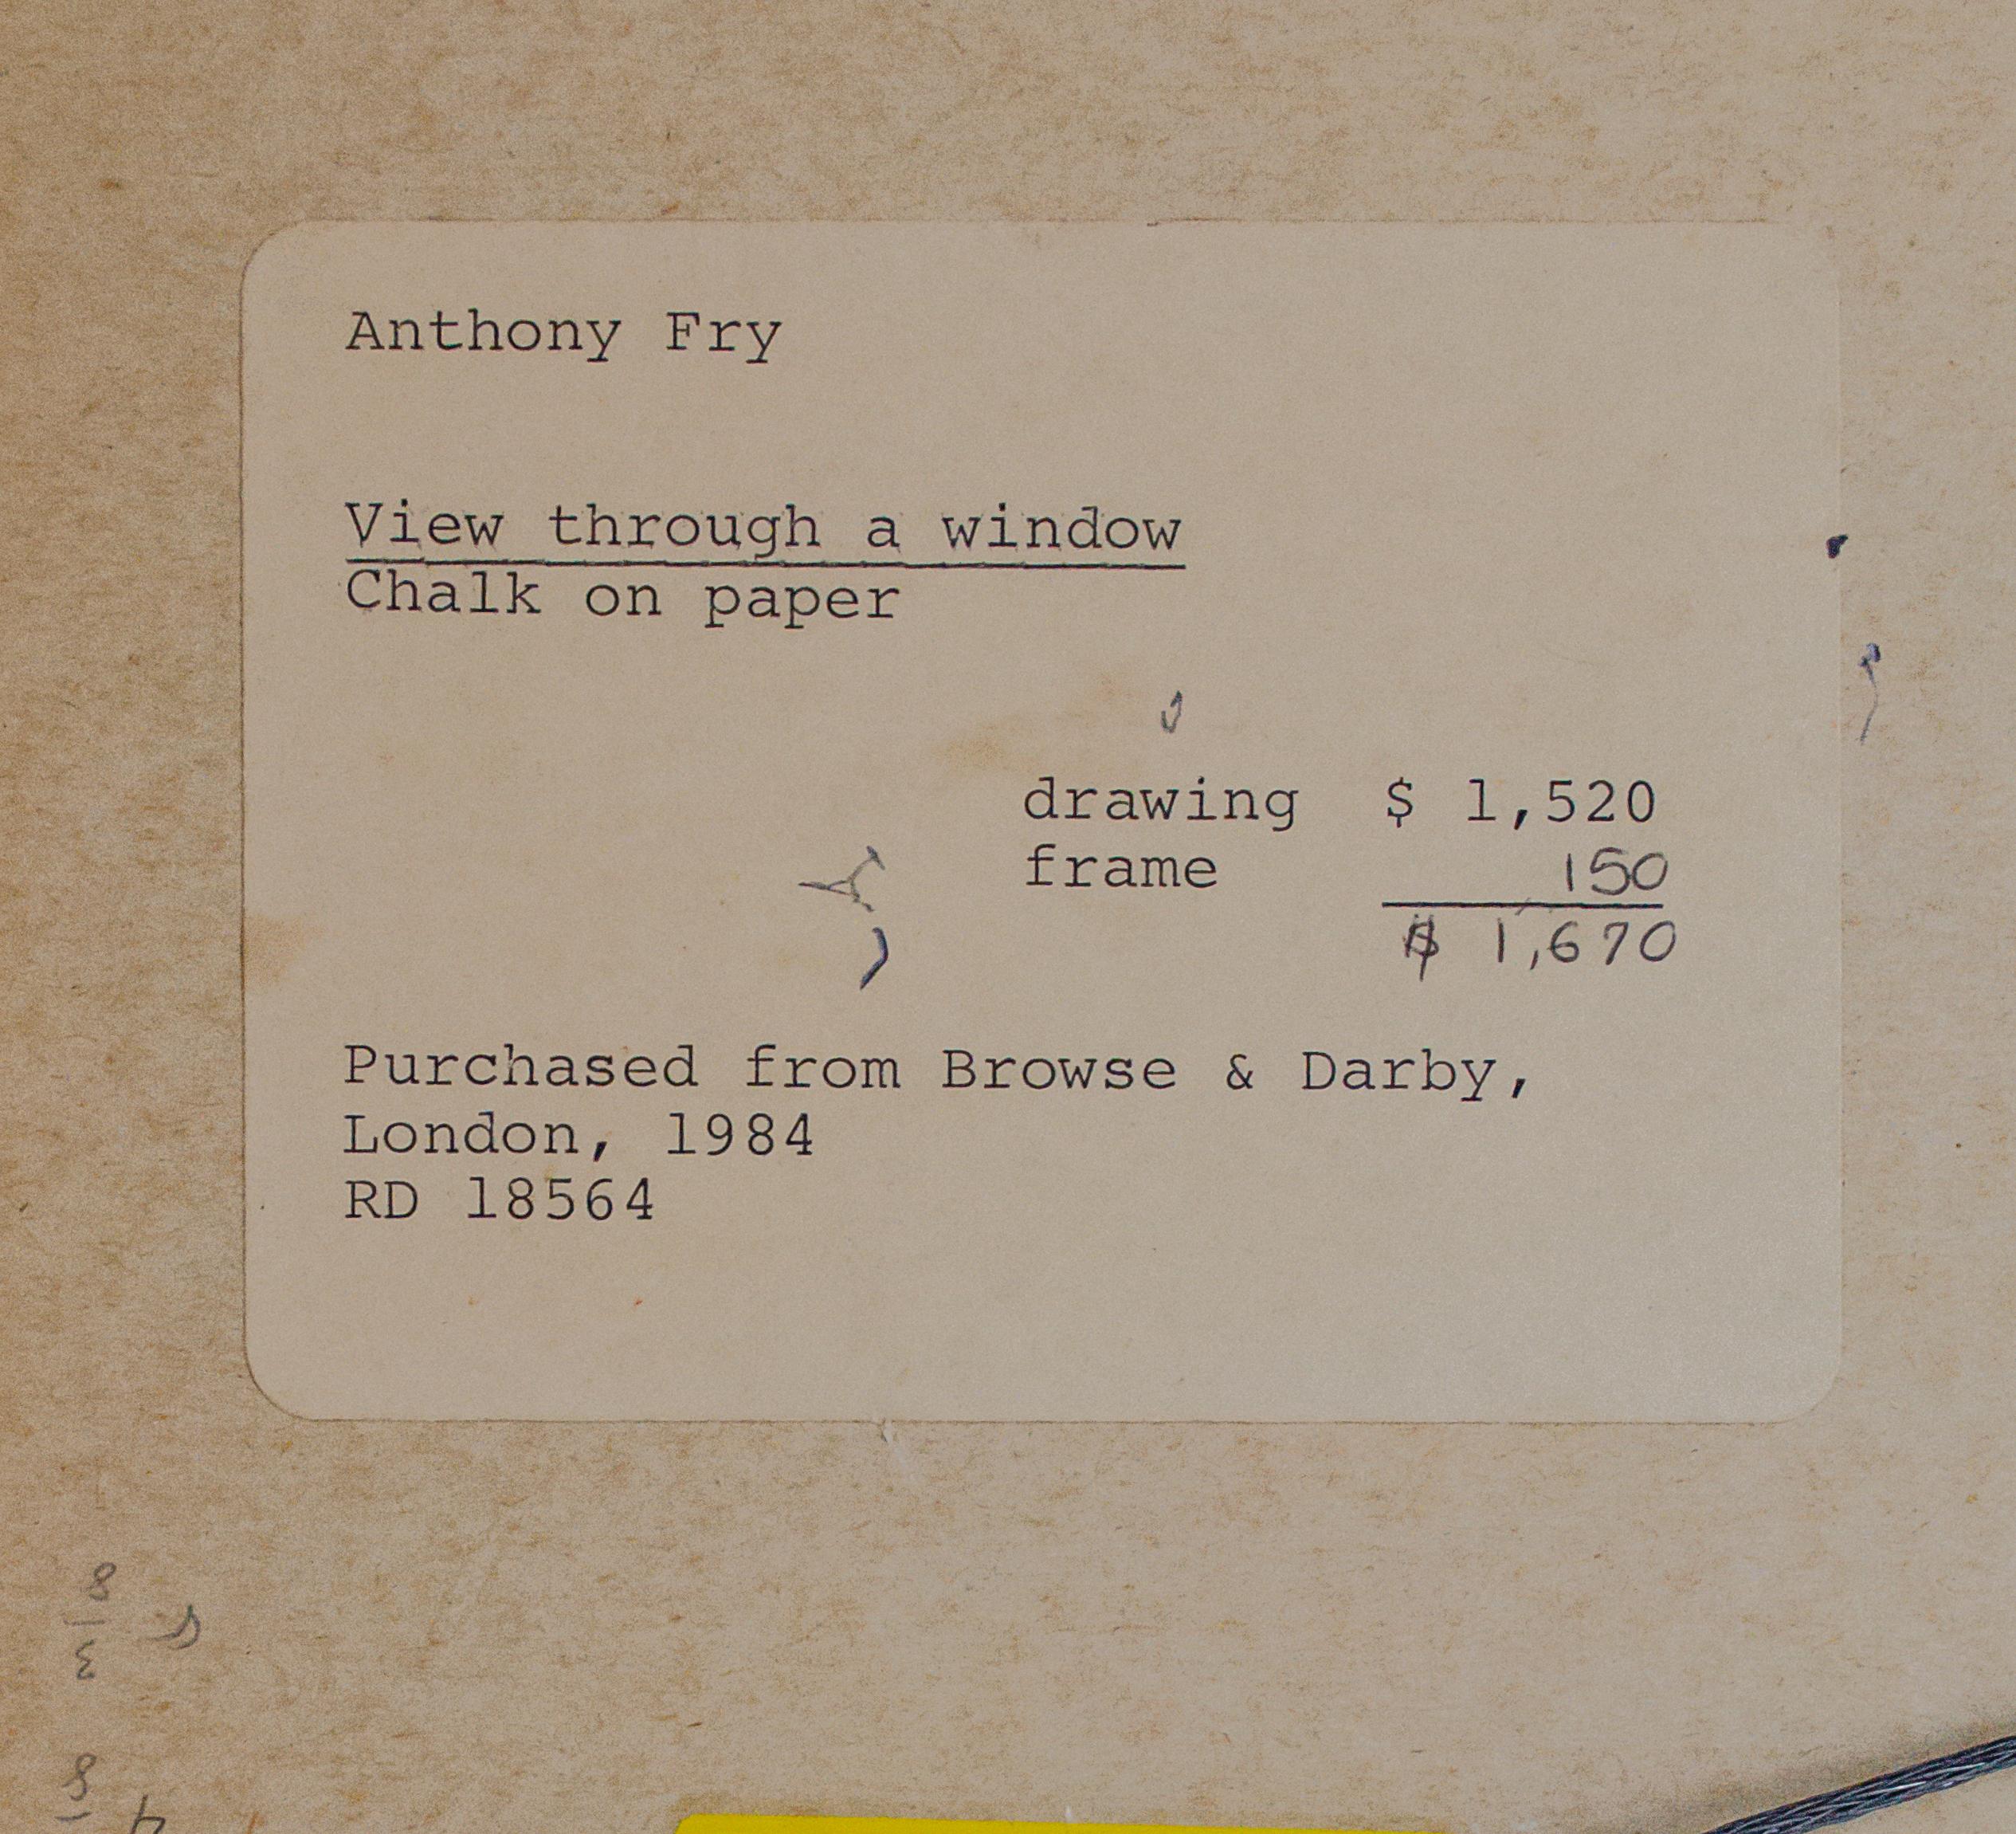 Anthony Fry
View through a window
Chalk on paper
drawing $ 1,520
frame 150
$ 1,670
Purchased from Browse & Darby,
London, 1984
RD 18564